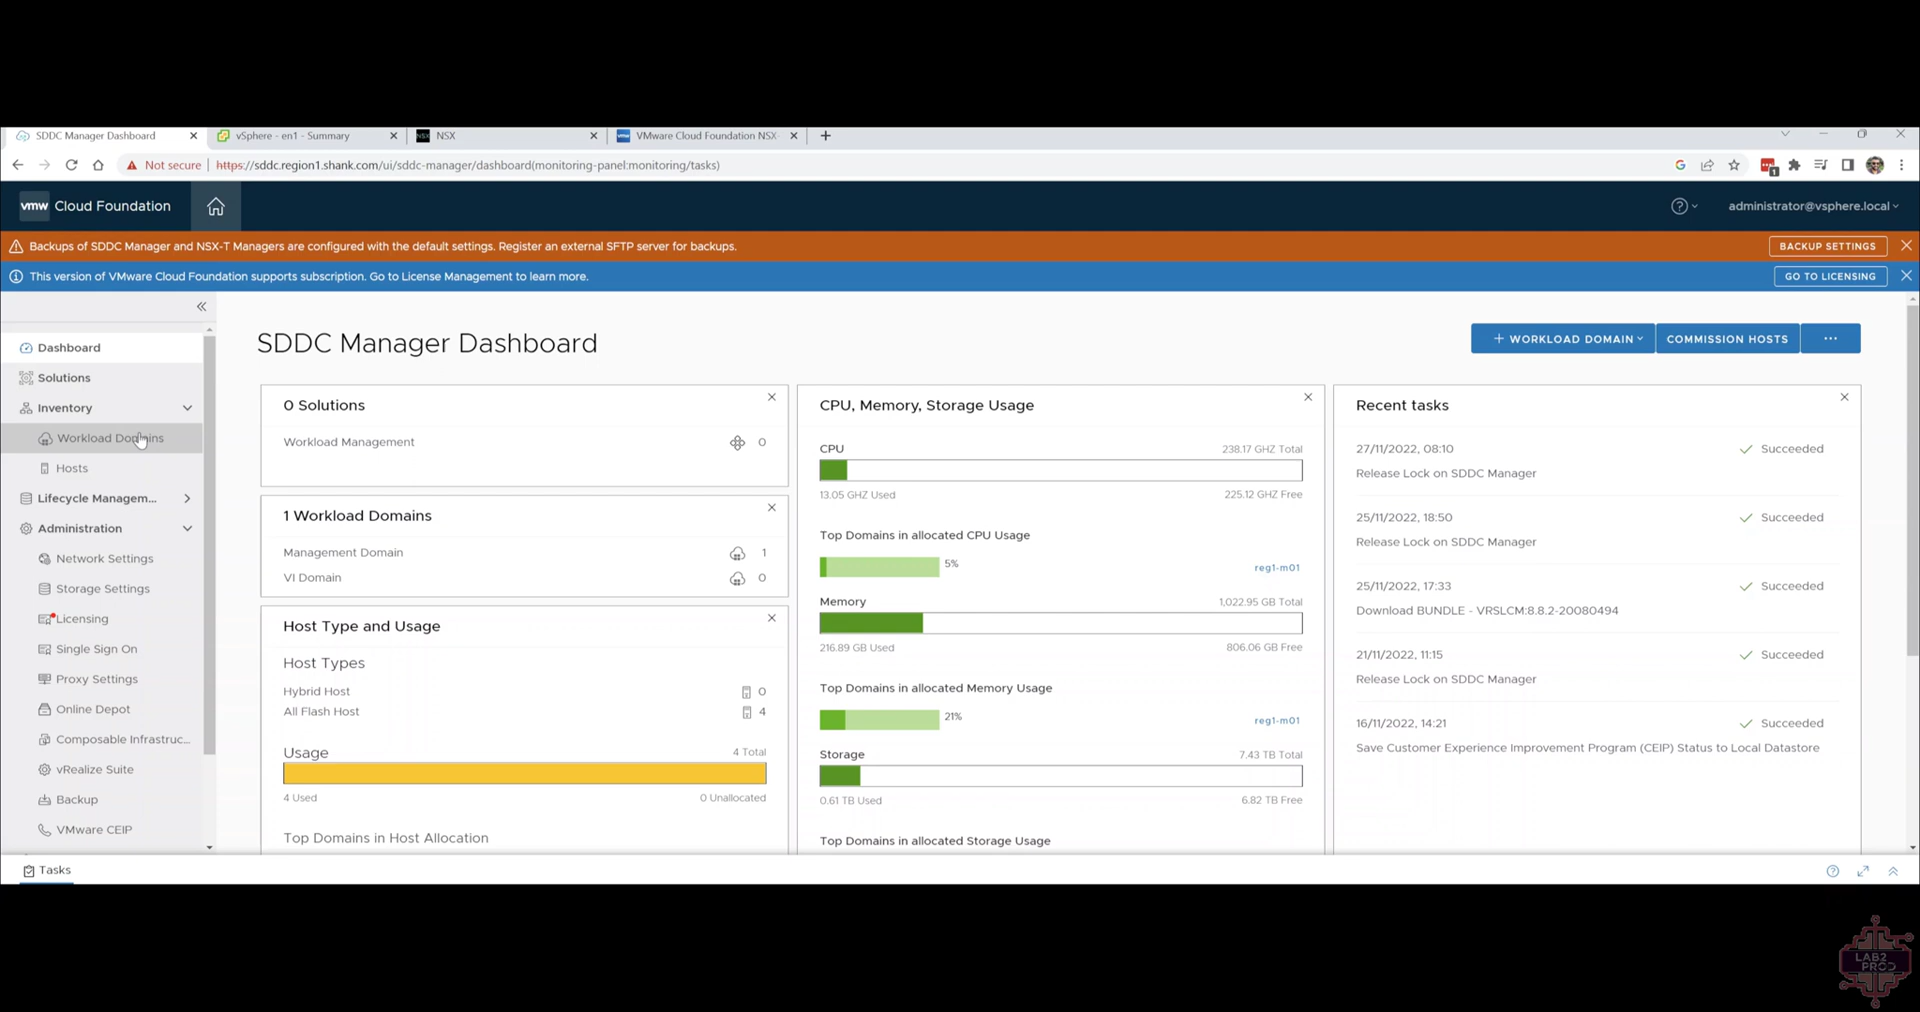 SDDC Manager Dashboard
vSphere - en1 - Summary
NSX
NSX
vmw
VMware Cloud Foundation NSX
Not secure
https://sddc.region1.shank.com/ui/sddc-manager/dashboard(monitoring-panel:monitoring/tasks)
G
1
vmw Cloud Foundation
administrator@vsphere.local
Backups of SDDC Manager and NSX-T Managers are configured with the default settings. Register an external SFTP server for backups.
BACKUP SETTINGS
This version of VMware Cloud Foundation supports subscription. Go to License Management to learn more.
GO TO LICENSING
Dashboard
Solutions
Inventory
Workload Domains
Hosts
Lifecycle Managem...
Administration
Network Settings
Storage Settings
Licensing
Single Sign On
Proxy Settings
Online Depot
Composable Infrastruc...
vRealize Suite
Backup
VMware CEIP
SDDC Manager Dashboard
+ WORKLOAD DOMAIN
COMMISSION HOSTS
...
0 Solutions
Workload Management 0
1 Workload Domains
Management Domain 1
VI Domain 0
Host Type and Usage
Host Types
Hybrid Host 0
All Flash Host 4
Usage 4 Total
4 Used 0 Unallocated
Top Domains in Host Allocation
CPU, Memory, Storage Usage
CPU 238.17 GHZ Total
13.05 GHZ Used 225.12 GHZ Free
Top Domains in allocated CPU Usage
5% reg1-m01
Memory 1,022.95 GB Total
216.89 GB Used 806.06 GB Free
Top Domains in allocated Memory Usage
21% reg1-m01
Storage 7.43 TB Total
0.61 TB Used 6.82 TB Free
Top Domains in allocated Storage Usage
Recent tasks
27/11/2022, 08:10 Succeeded
Release Lock on SDDC Manager
25/11/2022, 18:50 Succeeded
Release Lock on SDDC Manager
25/11/2022, 17:33 Succeeded
Download BUNDLE - VRSLCM:8.8.2-20080494
21/11/2022, 11:15 Succeeded
Release Lock on SDDC Manager
16/11/2022, 14:21 Succeeded
Save Customer Experience Improvement Program (CEIP) Status to Local Datastore
Tasks
LAB2
PROD